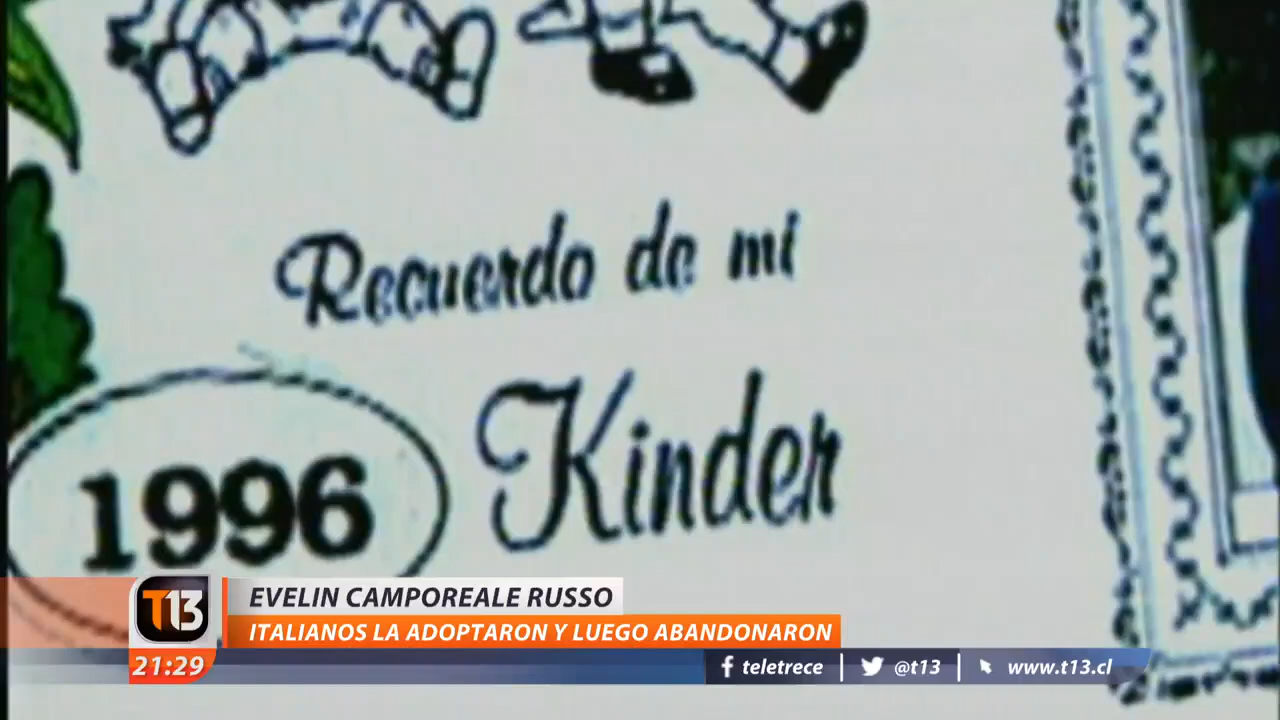 Recuerdo de mi
Kinder
1996
EVELIN CAMPOREALE RUSSO
ITALIANOS LA ADOPTARON Y LUEGO ABANDONARON
T13
21:29
teletrece
@t13
www.t13.cl